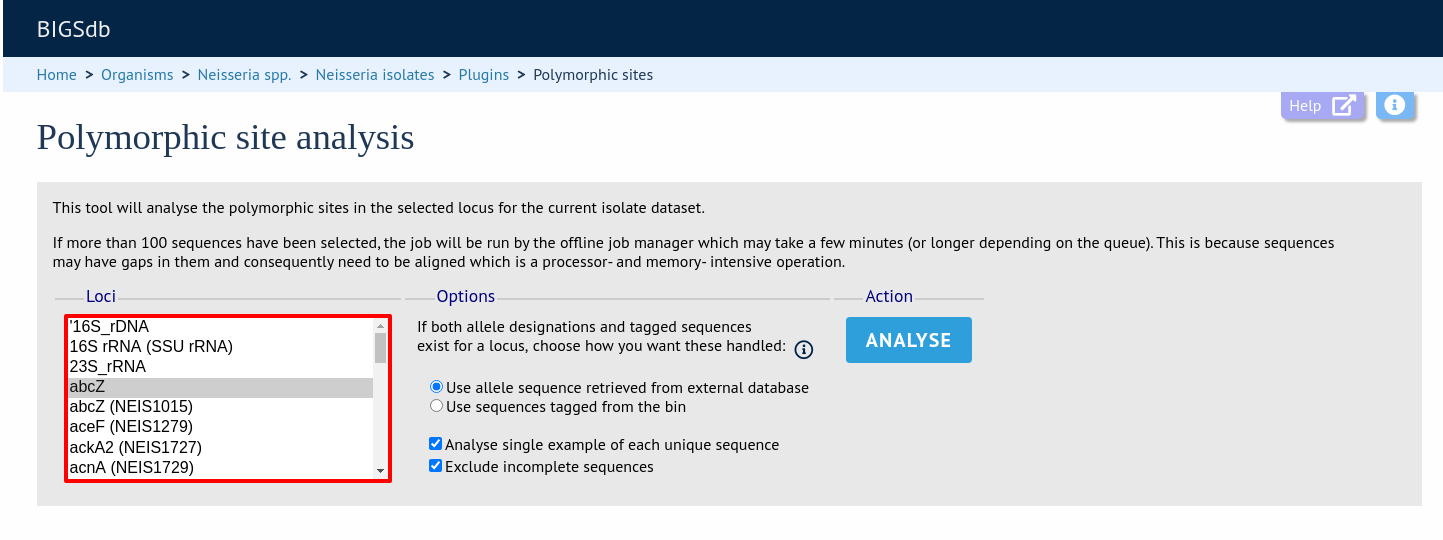 BIGSdb
Home > Organisms > Neisseria spp. > Neisseria isolates > Plugins > Polymorphic sites
Help
Polymorphic site analysis
This tool will analyse the polymorphic sites in the selected locus for the current isolate dataset.
If more than 100 sequences have been selected, the job will be run by the offline job manager which may take a few minutes (or longer depending on the queue). This is because sequences
may have gaps in them and consequently need to be aligned which is a processor- and memory- intensive operation.
Loci
'16S_rDNA
16S rRNA (SSU rRNA)
23S_rRNA
abcZ
abcZ (NEIS1015)
aceF (NEIS1279)
ackA2 (NEIS1727)
acnA (NEIS1729)
Options
If both allele designations and tagged sequences
exist for a locus, choose how you want these handled:
Use allele sequence retrieved from external database
Use sequences tagged from the bin
Analyse single example of each unique sequence
Exclude incomplete sequences
Action
ANALYSE